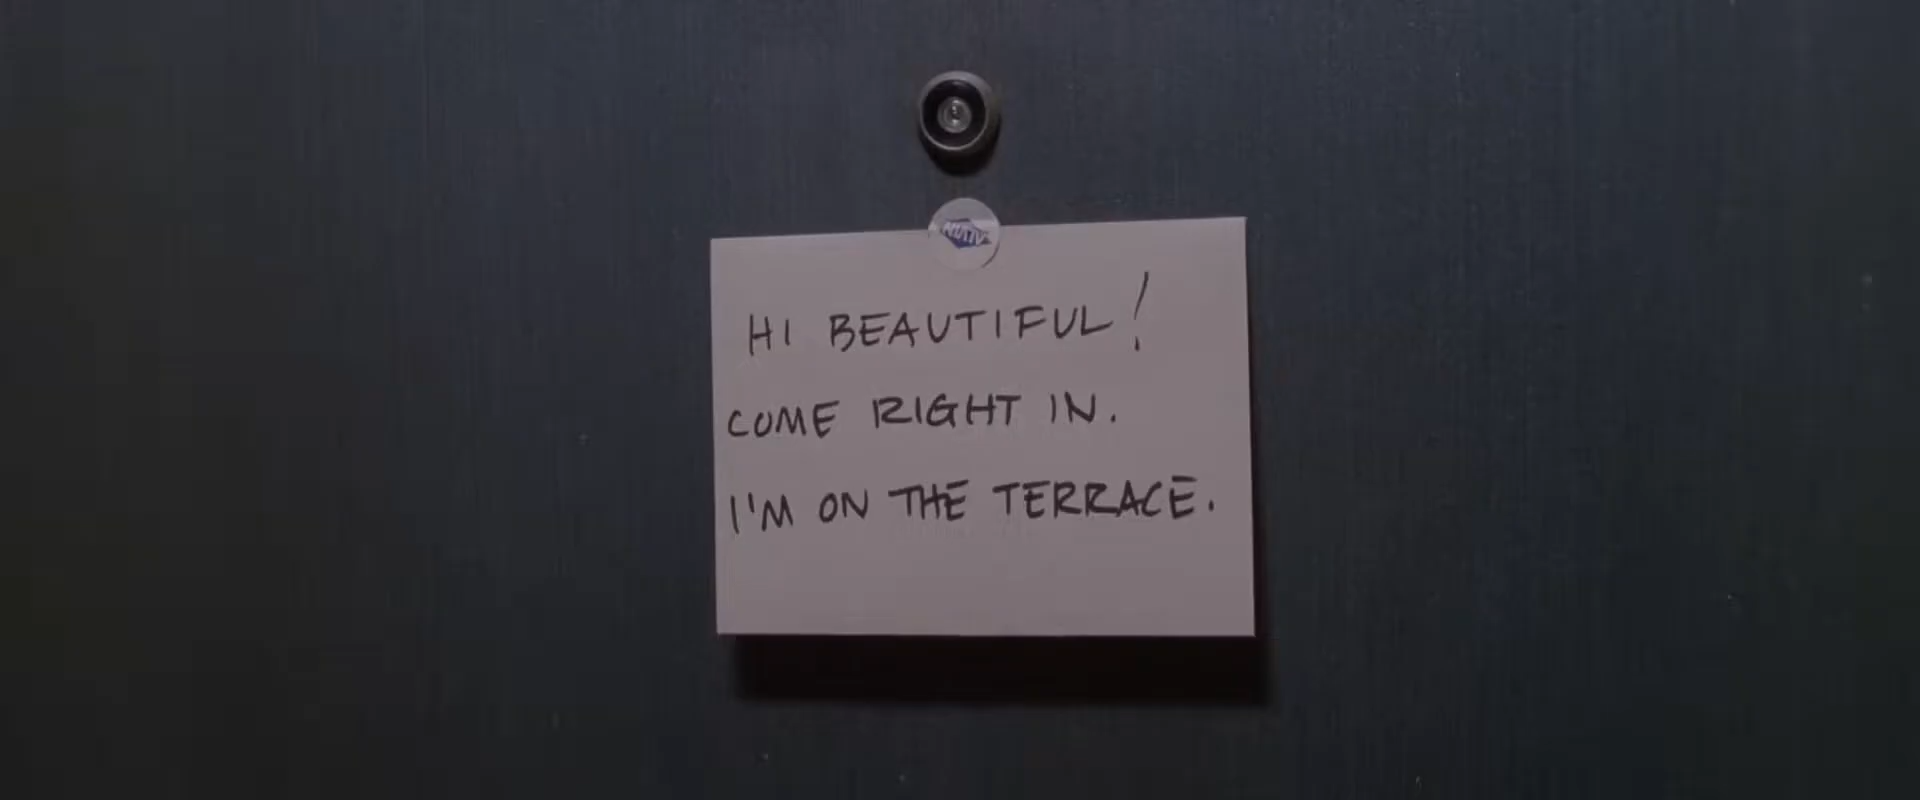 HI BEAUTIFUL!
COME RIGHT IN.
I'M ON THE TERRACE.